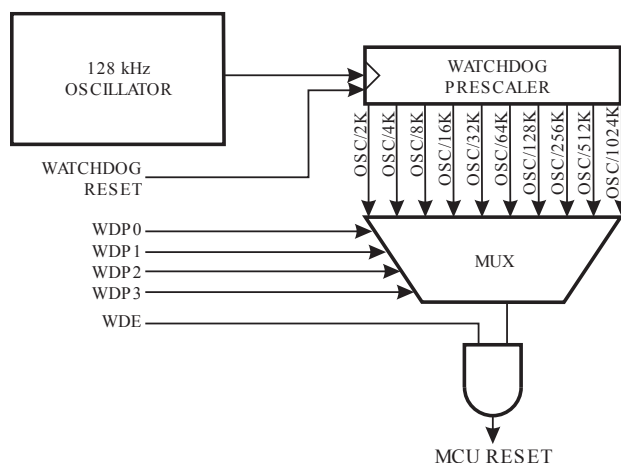 128 kHz
OSCILLATOR
WATCHDOG
PRESCALER
WATCHDOG
RESET
OSC/2K
OSC/4K
OSC/8K
OSC/16K
OSC/32K
OSC/64K
OSC/128K
OSC/256K
OSC/512K
OSC/1024K
WDP0
WDP1
WDP2
WDP3
MUX
WDE
MCU RESET